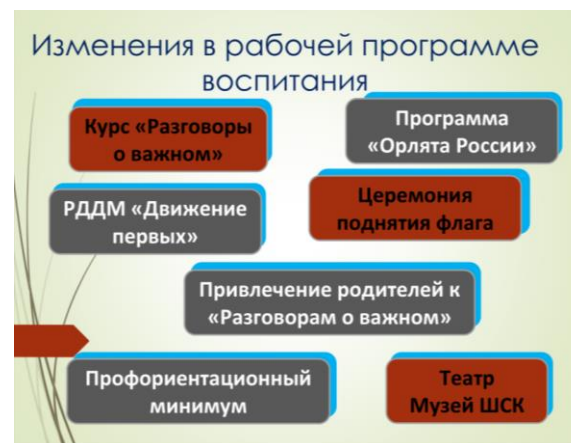 Изменения в рабочей программе
воспитания
Курс «Разговоры
о важном»
Программа
«Орлята России»
РДДМ «Движение
первых»
Церемония
поднятия флага
Привлечение родителей к
«Разговорам о важном»
Профориентационный
минимум
Театр
Музей ШСК